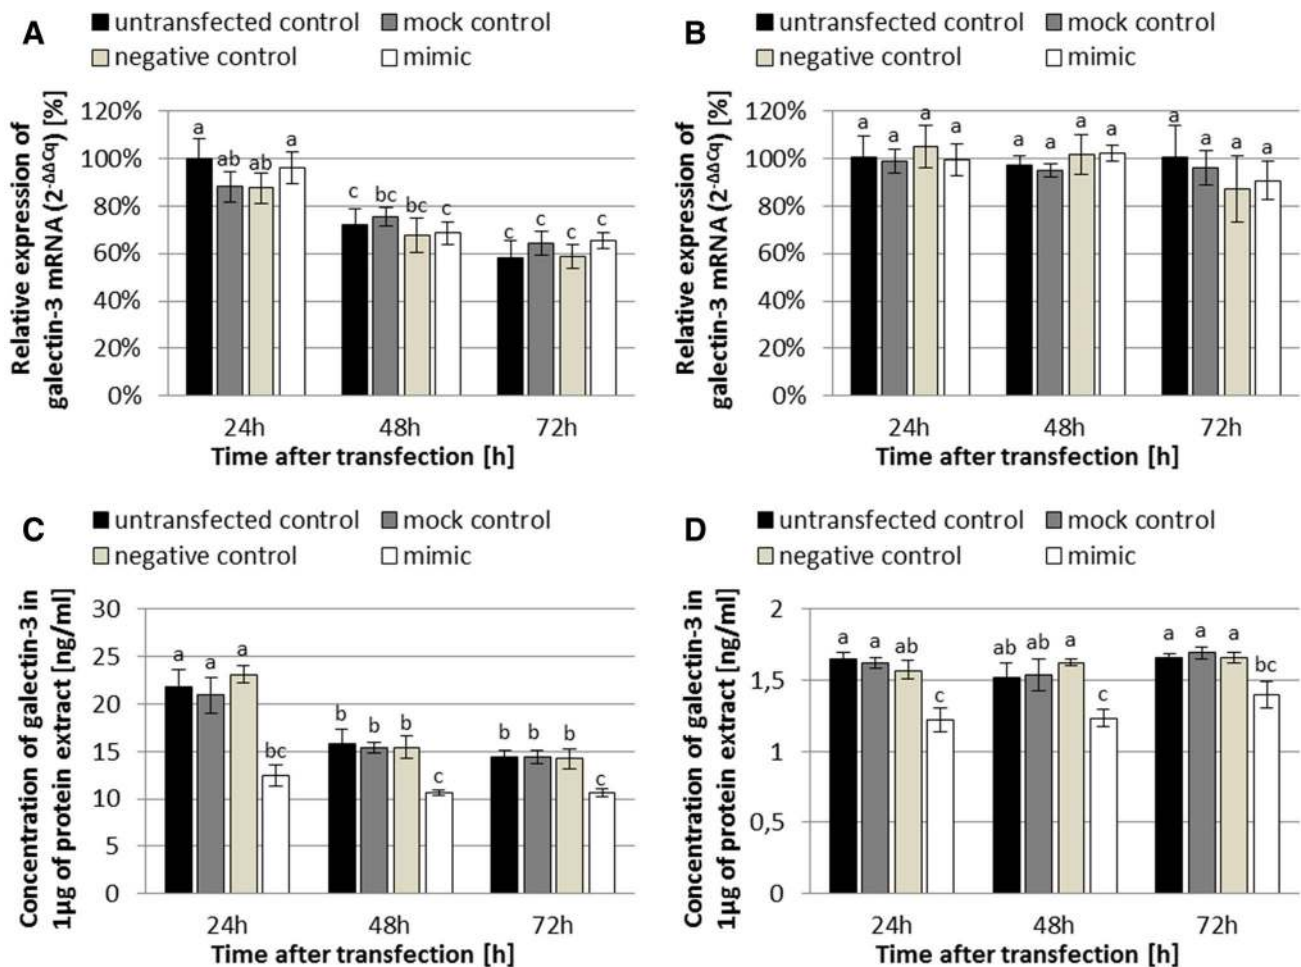 A
untransfected control mock control
negative control mimic
Relative expression of
galectin-3 mRNA (2-ΔΔCq) [%]
120%
100%
80%
60%
40%
20%
0%
a ab ab a
c bc bc c
c c c c
24h 48h 72h
Time after transfection [h]
B
untransfected control mock control
negative control mimic
Relative expression of
galectin-3 mRNA (2-ΔΔCq) [%]
120%
100%
80%
60%
40%
20%
0%
a a a a
a a a a
a a a a
24h 48h 72h
Time after transfection [h]
C
untransfected control mock control
negative control mimic
Concentration of galectin-3 in
1µg of protein extract [ng/ml]
30
25
20
15
10
5
0
a a a bc
b b b c
b b b c
24h 48h 72h
Time after transfection [h]
D
untransfected control mock control
negative control mimic
Concentration of galectin-3 in
1µg of protein extract [ng/ml]
2
1,5
1
0,5
0
a a ab c
ab ab a c
a a a bc
24h 48h 72h
Time after transfection [h]